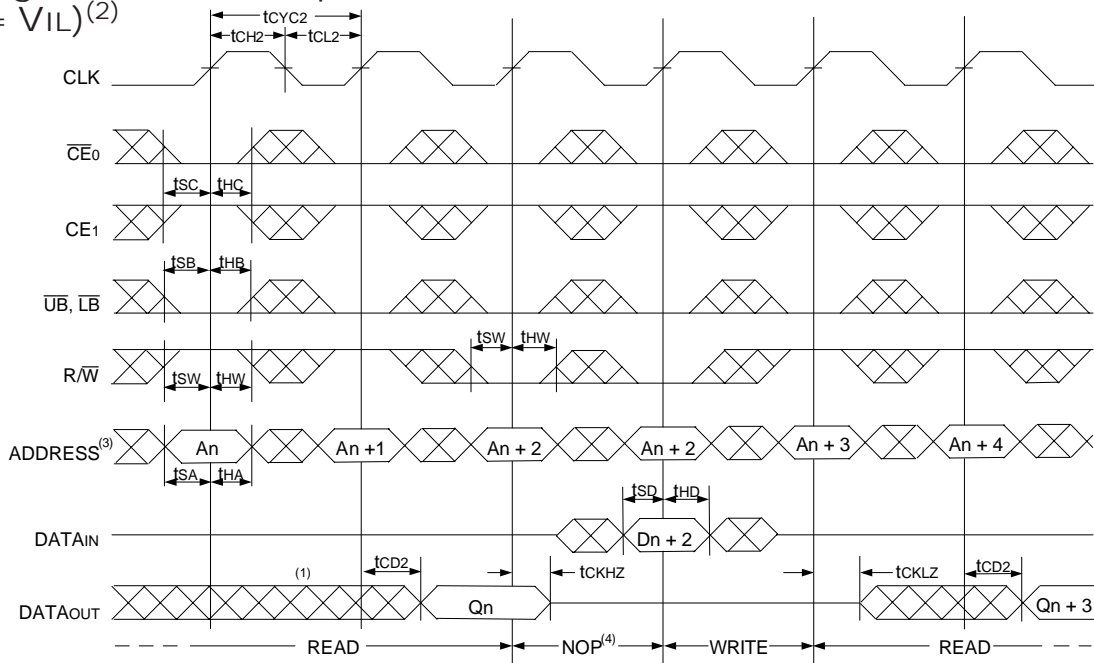 = VIL)(2)
tCYC2
tCH2 tCL2
CLK
CE0
tSC tHC
CE1
tSB tHB
UB, LB
tSW tHW
R/W
tSW tHW
ADDRESS(3) An An +1 An + 2 An + 2 An + 3 An + 4
tSA tHA
tSD tHD
DATAIN Dn + 2
(1) tCD2 tCKHZ tCKLZ tCD2
DATAOUT Qn Qn + 3
READ NOP(4) WRITE READ